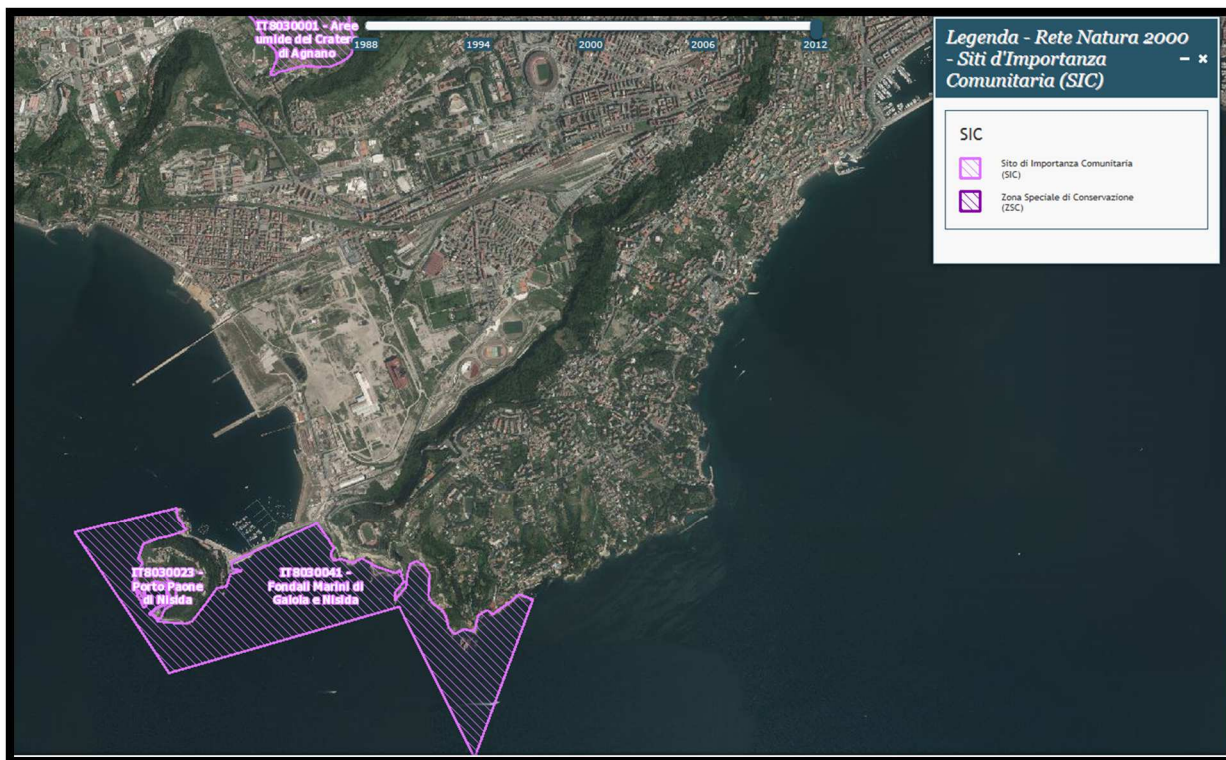 IT8030001 - Aree
umide del Crater
di Agnano
1988
1994
2000
2006
2012
Legenda - Rete Natura 2000
- Siti d'Importanza
Comunitaria (SIC)
SIC
Sito di Importanza Comunitaria
(SIC)
Zona Speciale di Conservazione
(ZSC)
IT8030023 -
Porto Paone
di Nisida
IT8030041 -
Fondali Marini di
Gaiola e Nisida